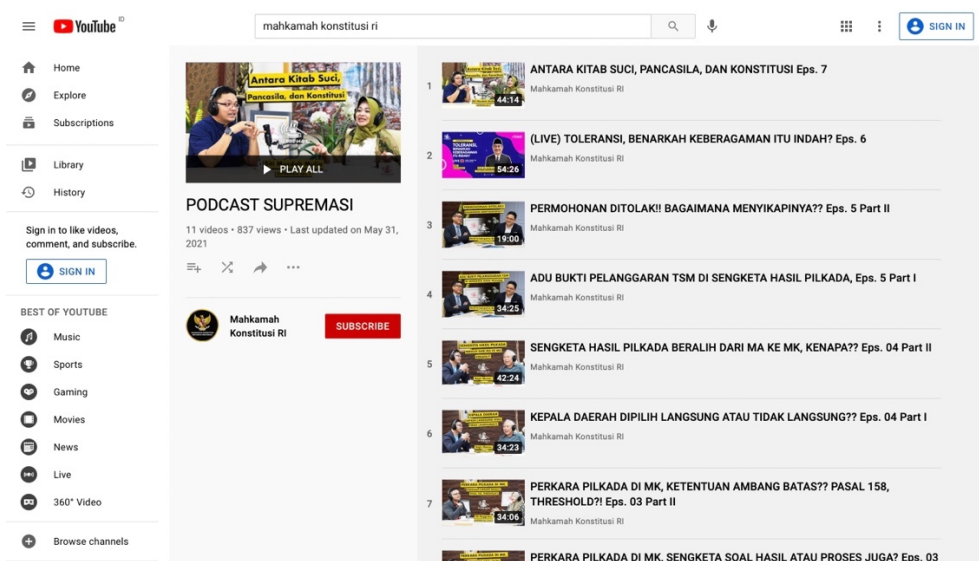 YouTube ID
mahkamah konstitusi ri
SIGN IN
Home
Explore
Subscriptions
Library
History
Sign in to like videos,
comment, and subscribe.
SIGN IN
BEST OF YOUTUBE
Music
Sports
Gaming
Movies
News
Live
360° Video
Browse channels
Antara Kitab Suci,
Pancasila, dan Konstitusi
PLAY ALL
PODCAST SUPREMASI
11 videos • 837 views • Last updated on May 31,
2021
Mahkamah
Konstitusi RI
SUBSCRIBE
1
44:14
ANTARA KITAB SUCI, PANCASILA, DAN KONSTITUSI Eps. 7
Mahkamah Konstitusi RI
2
54:26
(LIVE) TOLERANSI, BENARKAH KEBERAGAMAN ITU INDAH? Eps. 6
Mahkamah Konstitusi RI
3
19:00
PERMOHONAN DITOLAK!! BAGAIMANA MENYIKAPINYA?? Eps. 5 Part II
Mahkamah Konstitusi RI
4
34:25
ADU BUKTI PELANGGARAN TSM DI SENGKETA HASIL PILKADA, Eps. 5 Part I
Mahkamah Konstitusi RI
5
42:24
SENGKETA HASIL PILKADA BERALIH DARI MA KE MK, KENAPA?? Eps. 04 Part II
Mahkamah Konstitusi RI
6
34:23
KEPALA DAERAH DIPILIH LANGSUNG ATAU TIDAK LANGSUNG?? Eps. 04 Part I
Mahkamah Konstitusi RI
7
34:06
PERKARA PILKADA DI MK, KETENTUAN AMBANG BATAS?? PASAL 158,
THRESHOLD?! Eps. 03 Part II
Mahkamah Konstitusi RI
PERKARA PILKADA DI MK, SENGKETA SOAL HASIL ATAU PROSES JUGA? Eps. 03